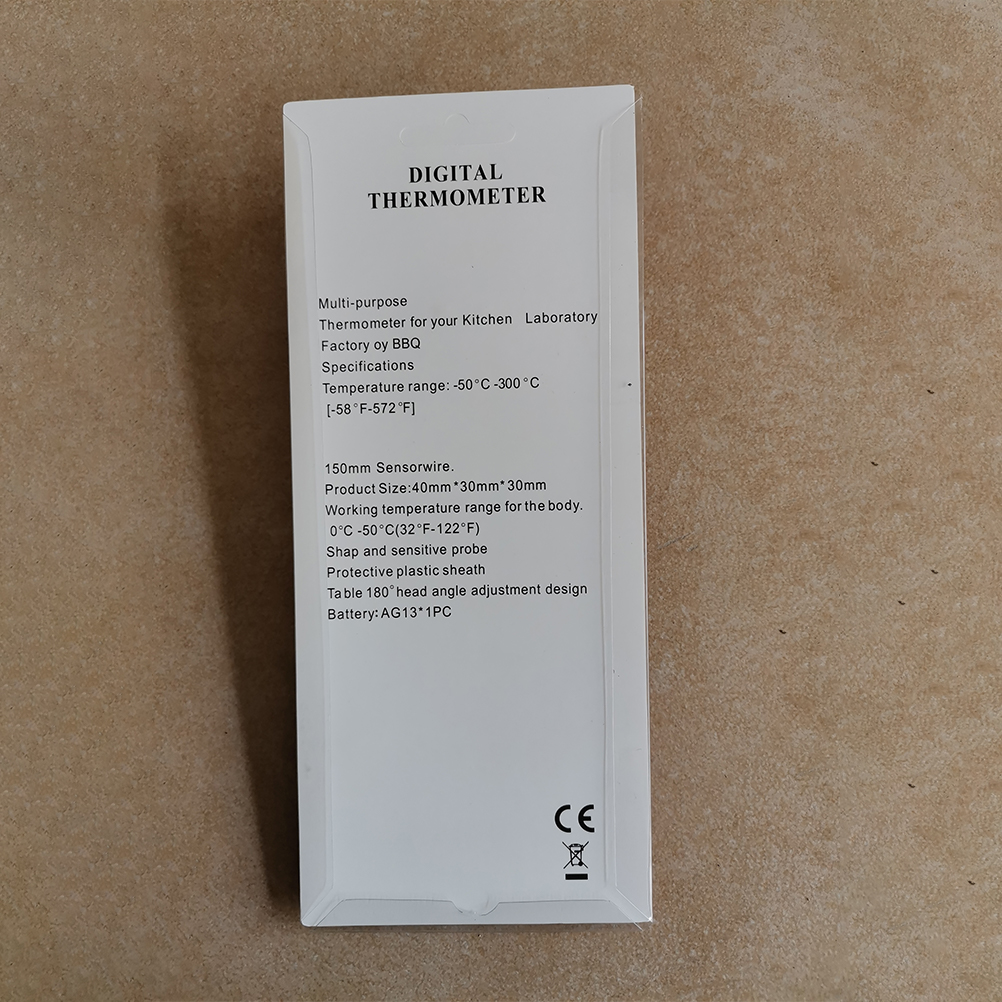 DIGITAL
THERMOMETER
Multi-purpose
Thermometer for your Kitchen Laboratory
Factory oy BBQ
Specifications
Temperature range: -50°C -300°C
[-58°F-572°F]
150mm Sensorwire.
Product Size:40mm*30mm*30mm
Working temperature range for the body.
0°C -50°C(32°F-122°F)
Shap and sensitive probe
Protective plastic sheath
Table 180°head angle adjustment design
Battery:AG13*1PC
CE